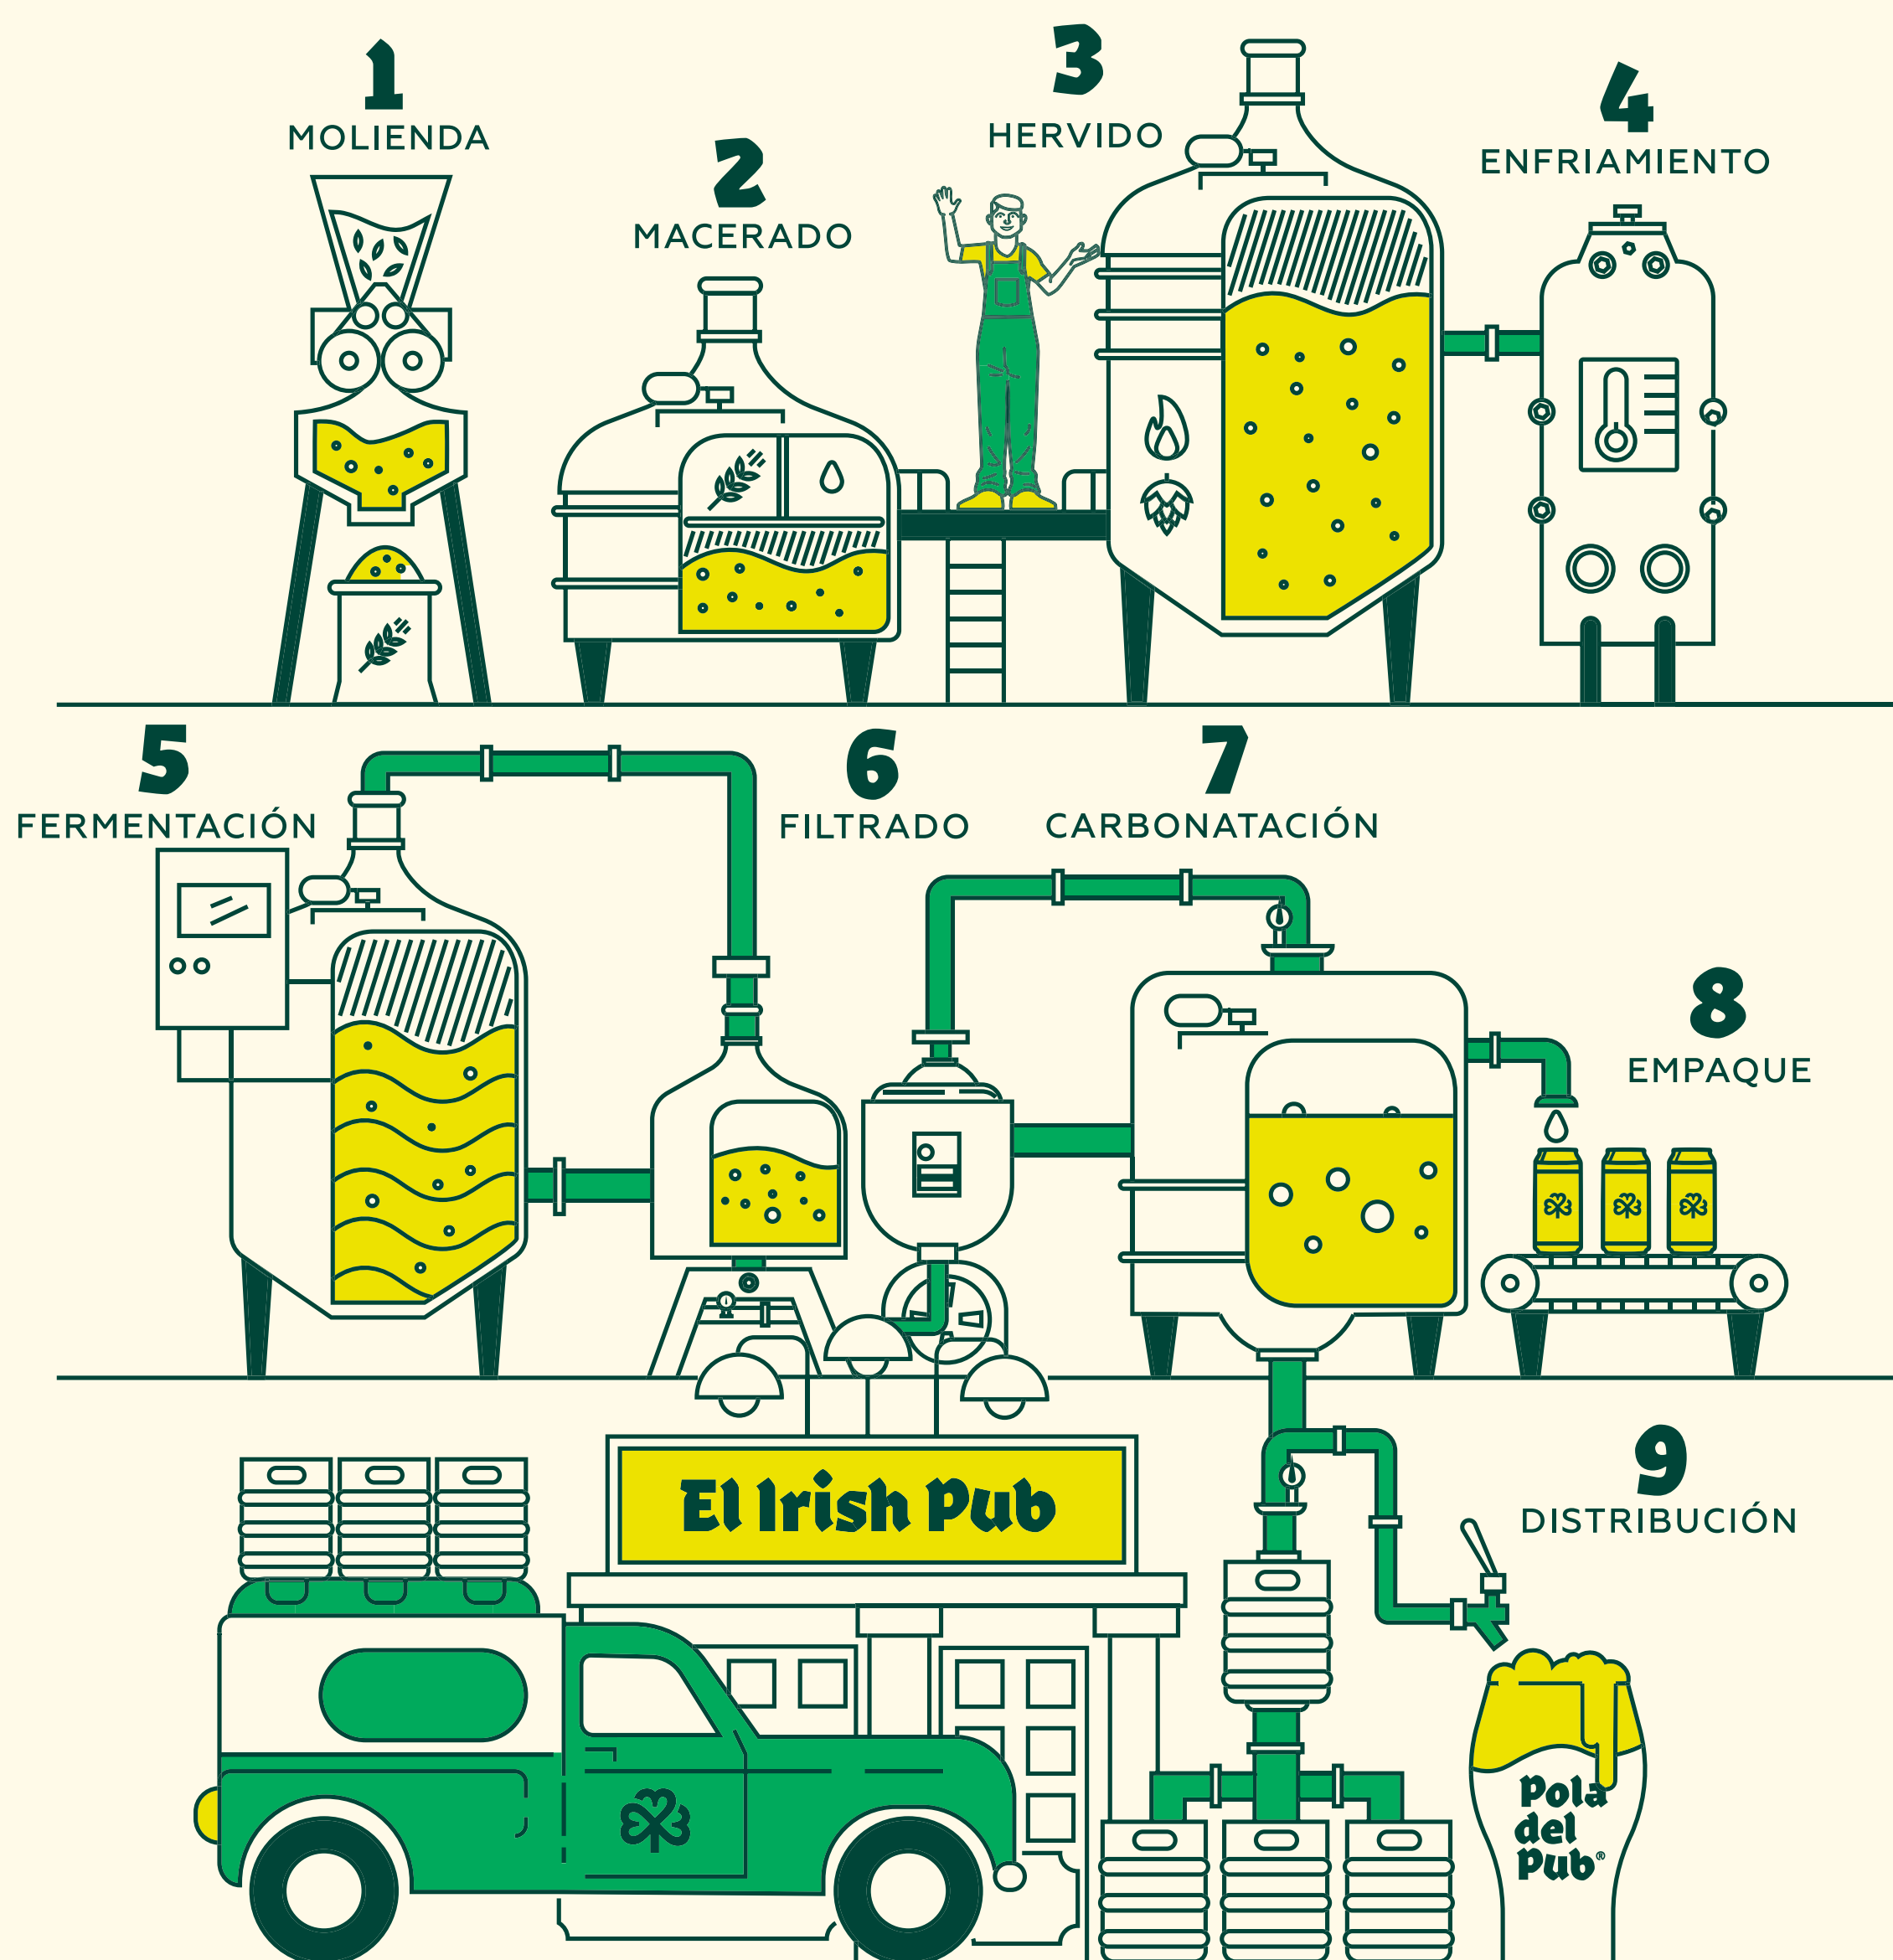 1
MOLIENDA
2
MACERADO
3
HERVIDO
4
ENFRIAMIENTO
5
FERMENTACIÓN
6
FILTRADO
7
CARBONATACIÓN
8
EMPAQUE
El Irish Pub
9
DISTRIBUCIÓN
Pola
del
Pub®